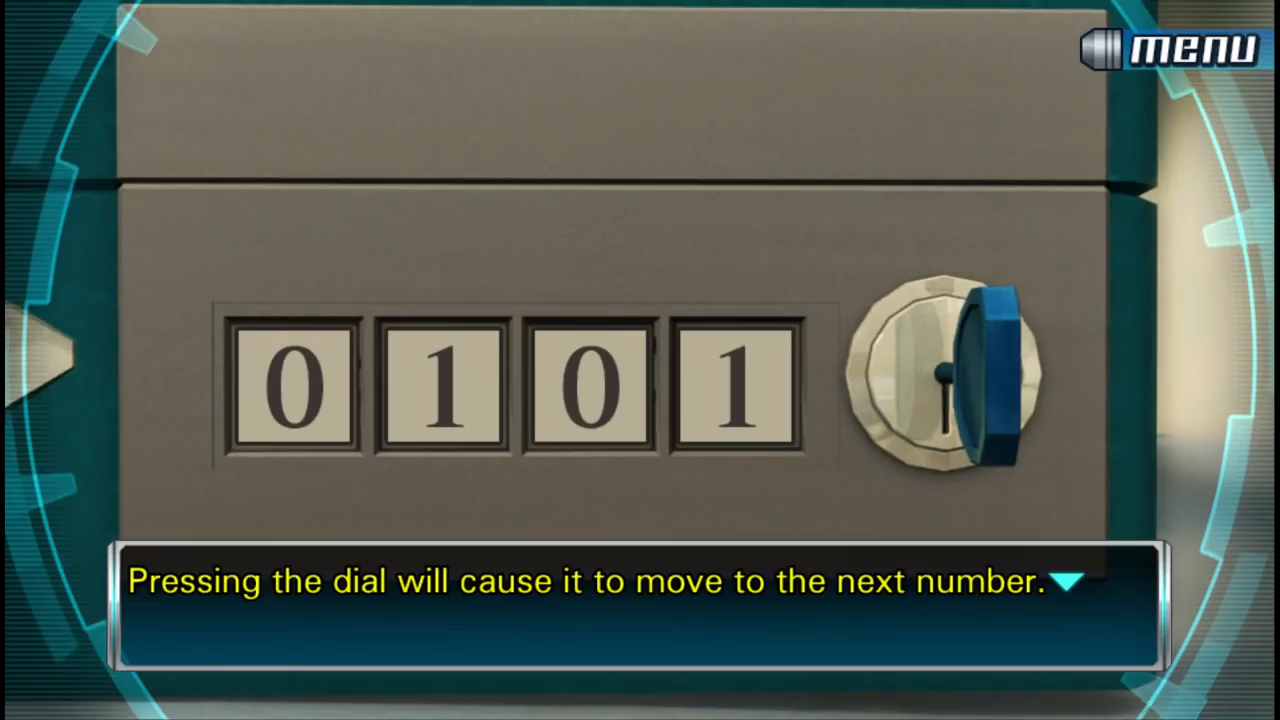 menu
0 1 0 1
Pressing the dial will cause it to move to the next number.